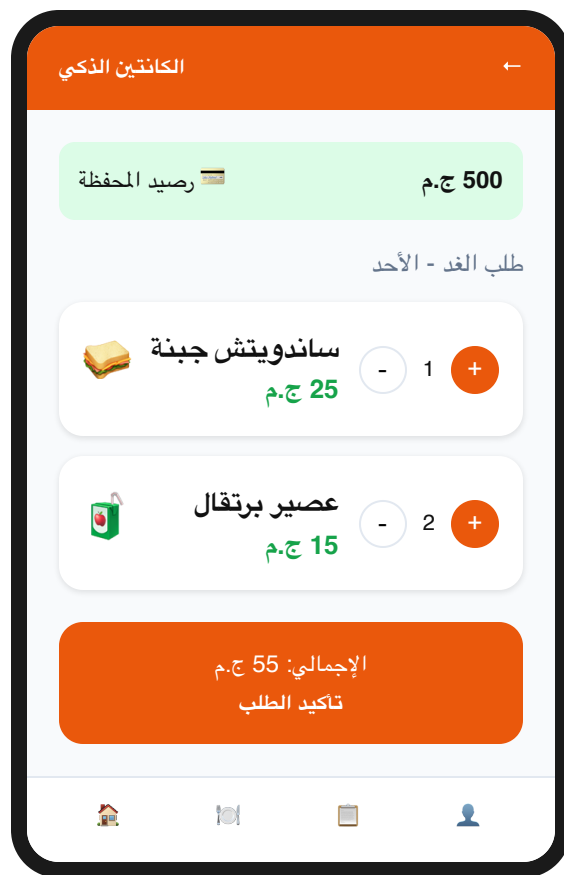 الكانتين الذكي ←
💳 رصيد المحفظة 500 ج.م
طلب الغد - الأحد
ساندويتش جبنة
25 ج.م
- 1 +
عصير برتقال
15 ج.م
- 2 +
الإجمالي: 55 ج.م
تأكيد الطلب